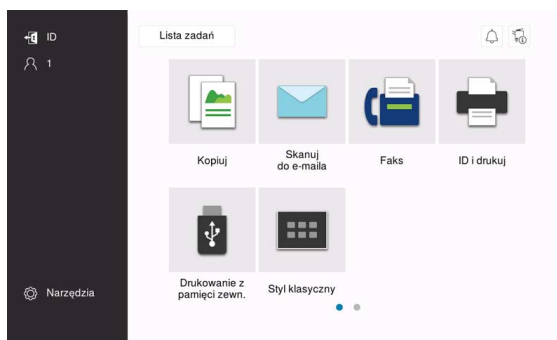 ID
1
Lista zadań
Kopiuj
Skanuj
do e-maila
Faks
ID i drukuj
Drukowanie z
pamięci zewn.
Styl klasyczny
Narzędzia